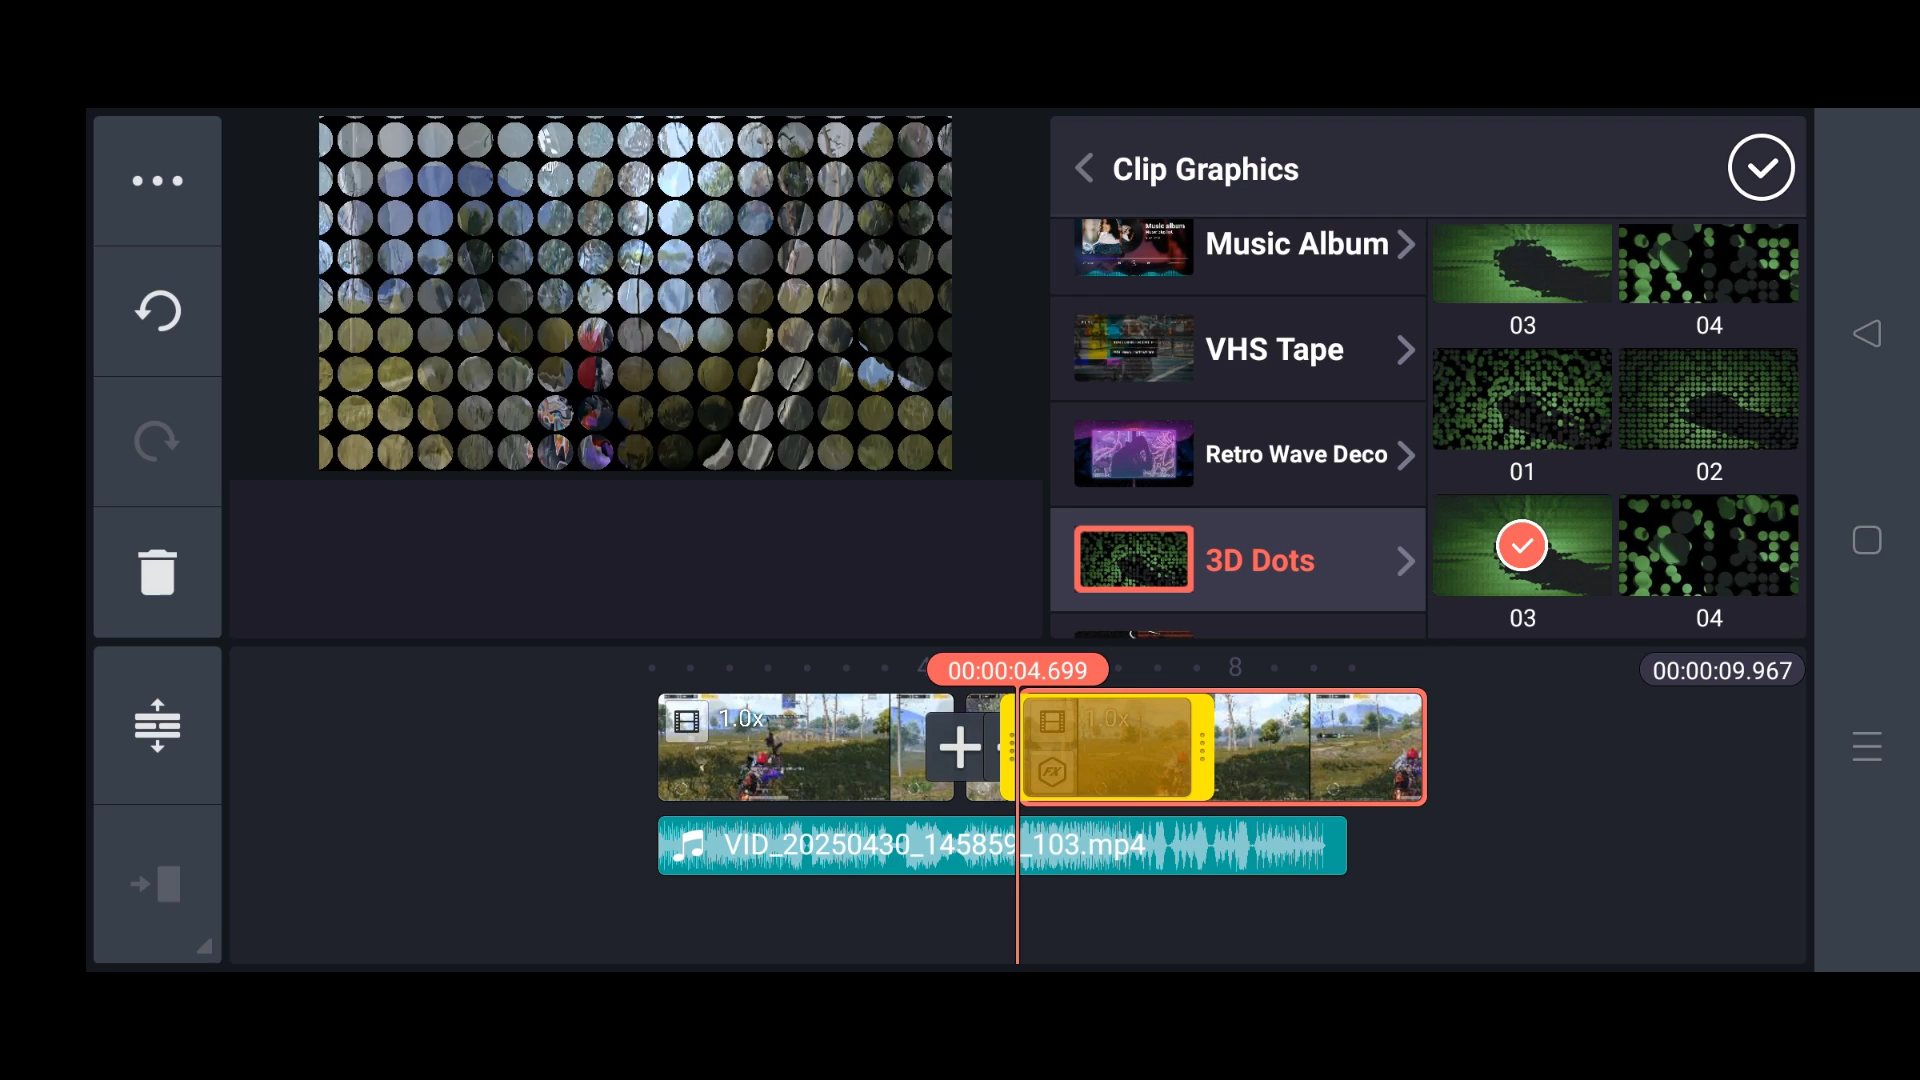 Clip Graphics
Music Album
VHS Tape
Retro Wave Deco
3D Dots
03
04
01
02
03
04
00:00:04.699
8
00:00:09.967
1.0x
1.0x
FX
VID_20250430_145859_103.mp4